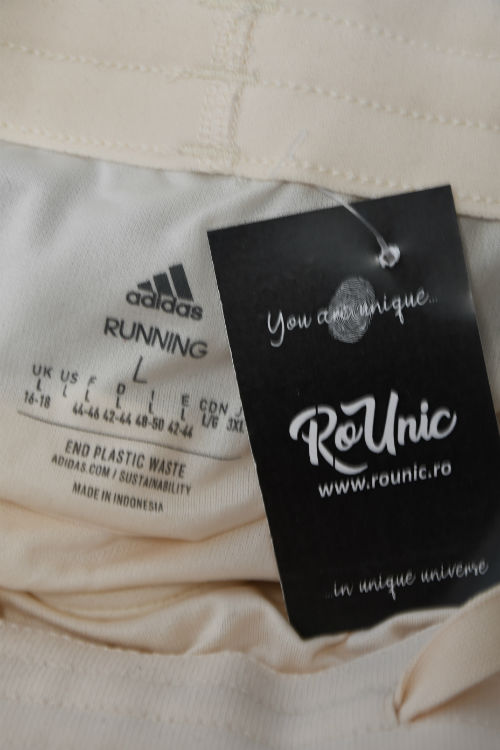 adidas
RUNNING
L
UK US F D I E CDN J
L L L L L L L/G 3XL
16-18 44-46 42-44 48-50 42-44
END PLASTIC WASTE
ADIDAS.COM / SUSTAINABILITY
MADE IN INDONESIA
You are unique...
RoUnic
www.rounic.ro
...in unique universe